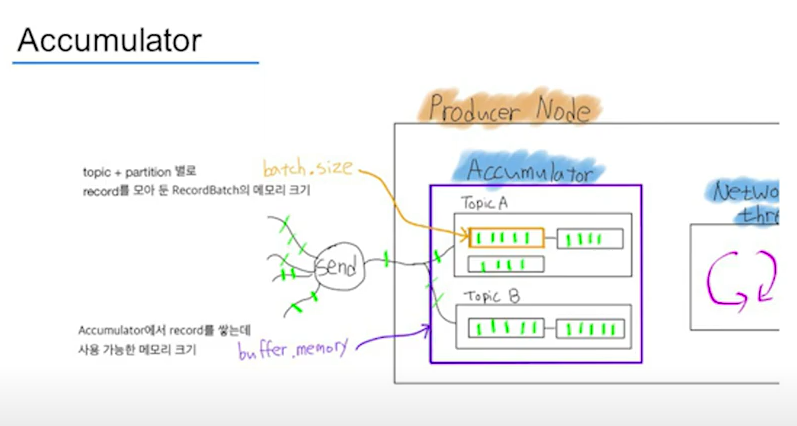 Accumulator
Producer Node
topic + partition 별로
record를 모아 둔 RecordBatch의 메모리 크기
batch.size
Accumulator
Topic A
send
Topic B
Accumulator에서 record를 쌓는데
사용 가능한 메모리 크기
buffer.memory
Netwo
thre